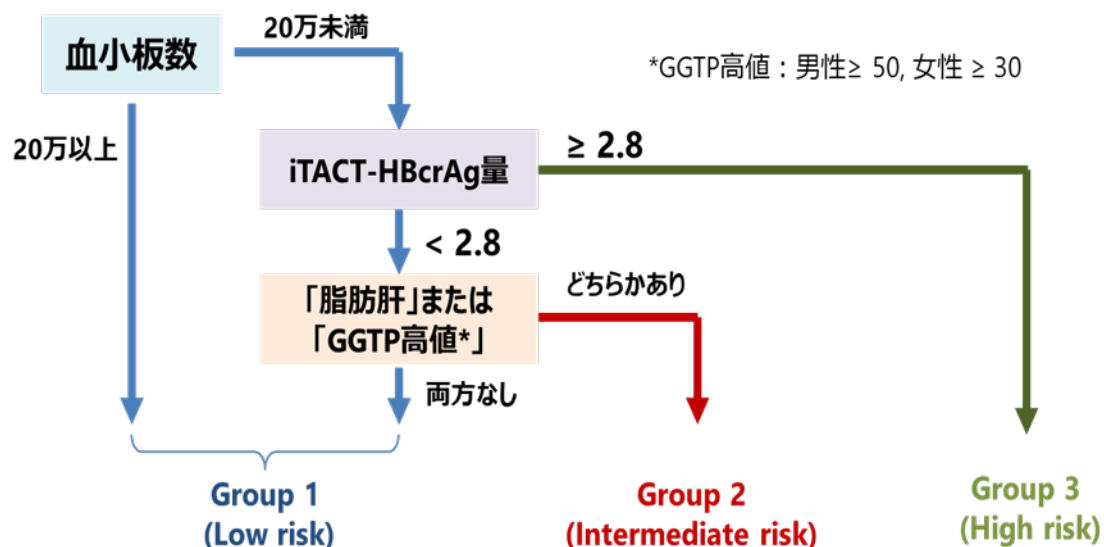 血小板数
20万未満
*GGTP高値：男性≥ 50, 女性 ≥ 30
20万以上
iTACT-HBcrAg量
≥ 2.8
< 2.8
「脂肪肝」または
「GGTP高値*」
どちらかあり
両方なし
Group 1
(Low risk)
Group 2
(Intermediate risk)
Group 3
(High risk)